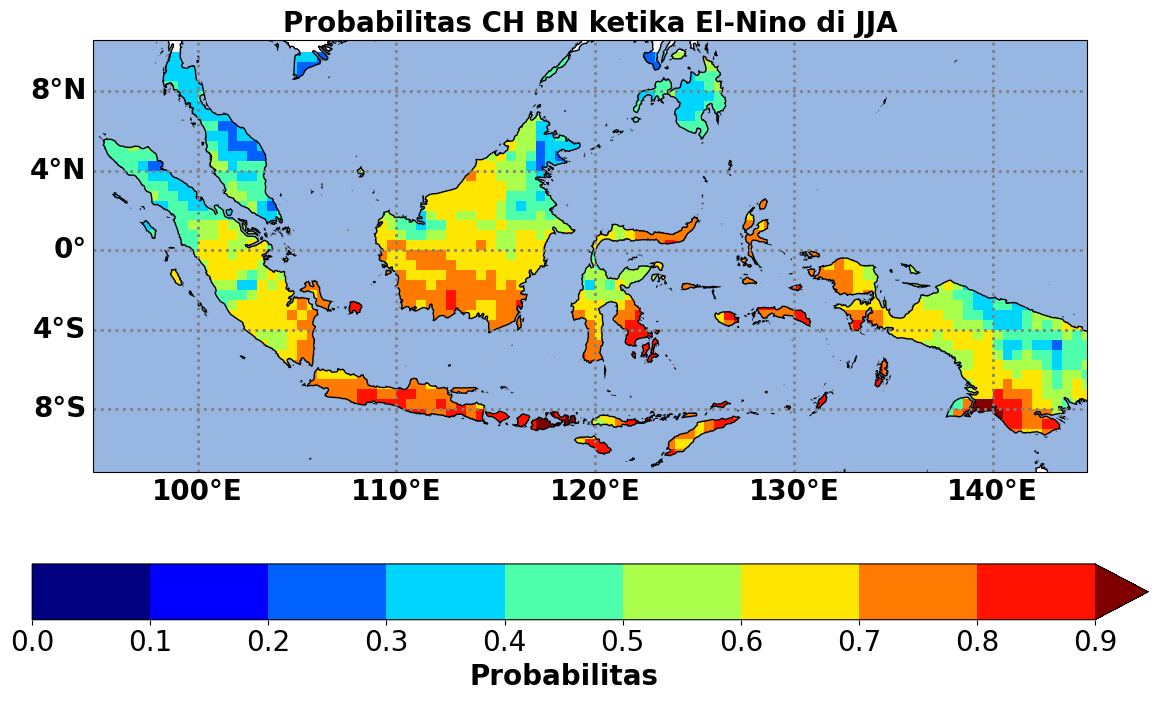 Probabilitas CH BN ketika El-Nino di JJA
8°N
4°N
0°
4°S
8°S
100°E 110°E 120°E 130°E 140°E
0.0 0.1 0.2 0.3 0.4 0.5 0.6 0.7 0.8 0.9
Probabilitas